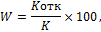 W = Kотк / K × 100,